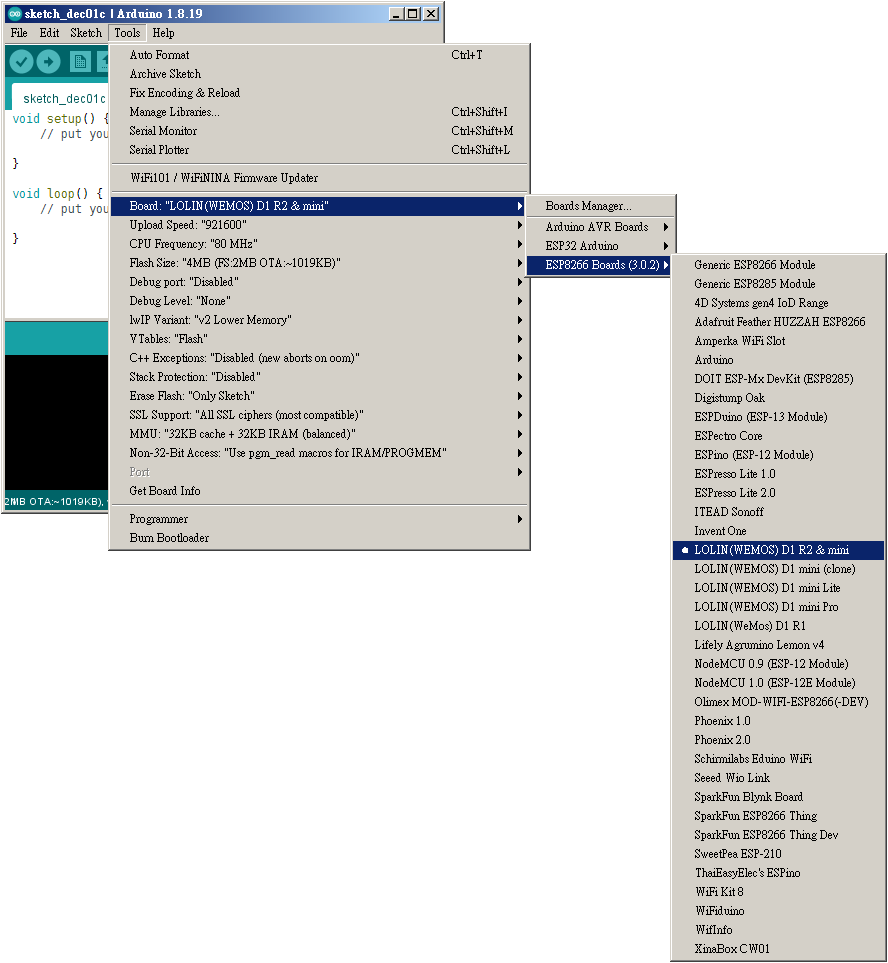 sketch_dec01c | Arduino 1.8.19
File Edit Sketch Tools Help
sketch_dec01c
void setup() {
// put you
}
void loop() {
// put you
}
2MB OTA:~1019KB),
Auto Format Ctrl+T
Archive Sketch
Fix Encoding & Reload
Manage Libraries... Ctrl+Shift+I
Serial Monitor Ctrl+Shift+M
Serial Plotter Ctrl+Shift+L
WiFi101 / WiFiNINA Firmware Updater
Board: "LOLIN(WEMOS) D1 R2 & mini"
Upload Speed: "921600"
CPU Frequency: "80 MHz"
Flash Size: "4MB (FS:2MB OTA:~1019KB)"
Debug port: "Disabled"
Debug Level: "None"
lwIP Variant: "v2 Lower Memory"
VTables: "Flash"
C++ Exceptions: "Disabled (new aborts on oom)"
Stack Protection: "Disabled"
Erase Flash: "Only Sketch"
SSL Support: "All SSL ciphers (most compatible)"
MMU: "32KB cache + 32KB IRAM (balanced)"
Non-32-Bit Access: "Use pgm_read macros for IRAM/PROGMEM"
Port
Get Board Info
Programmer
Burn Bootloader
Boards Manager...
Arduino AVR Boards
ESP32 Arduino
ESP8266 Boards (3.0.2)
Generic ESP8266 Module
Generic ESP8285 Module
4D Systems gen4 IoD Range
Adafruit Feather HUZZAH ESP8266
Amperka WiFi Slot
Arduino
DOIT ESP-Mx DevKit (ESP8285)
Digistump Oak
ESPDuino (ESP-13 Module)
ESPectro Core
ESPino (ESP-12 Module)
ESPresso Lite 1.0
ESPresso Lite 2.0
ITEAD Sonoff
Invent One
LOLIN(WEMOS) D1 R2 & mini
LOLIN(WEMOS) D1 mini (clone)
LOLIN(WEMOS) D1 mini Lite
LOLIN(WEMOS) D1 mini Pro
LOLIN(WeMos) D1 R1
Lifely Agrumino Lemon v4
NodeMCU 0.9 (ESP-12 Module)
NodeMCU 1.0 (ESP-12E Module)
Olimex MOD-WIFI-ESP8266(-DEV)
Phoenix 1.0
Phoenix 2.0
Schirmilabs Eduino WiFi
Seeed Wio Link
SparkFun Blynk Board
SparkFun ESP8266 Thing
SparkFun ESP8266 Thing Dev
SweetPea ESP-210
ThaiEasyElec's ESPino
WiFi Kit 8
WiFiduino
WifInfo
XinaBox CW01